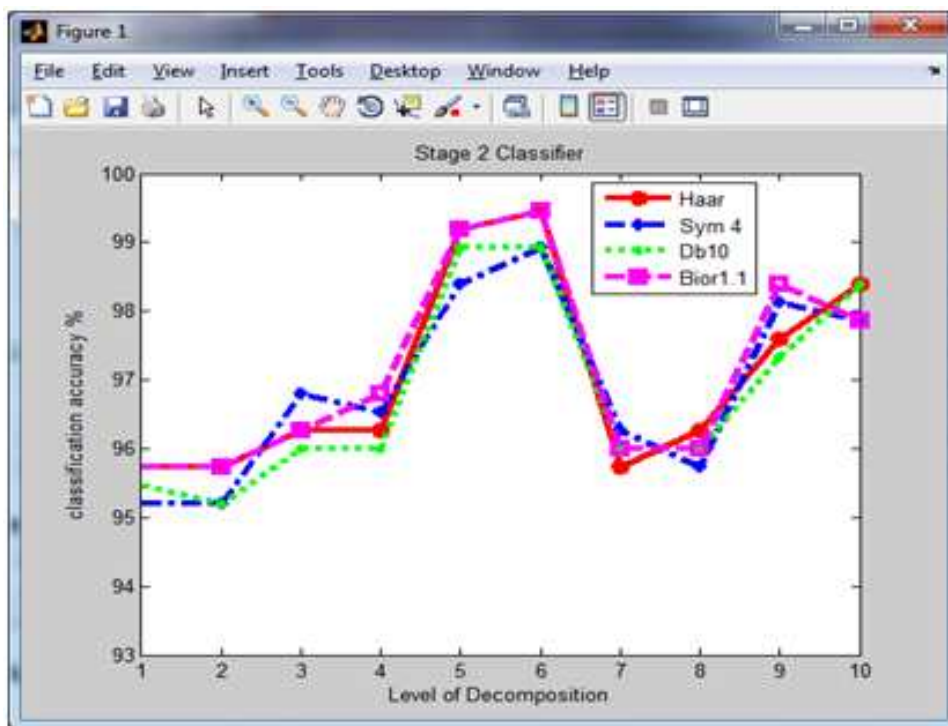 Figure 1
File Edit View Insert Tools Desktop Window Help
Stage 2 Classifier
100
99
98
97
96
95
94
93
classification accuracy %
Haar
Sym 4
Db10
Bior1.1
1 2 3 4 5 6 7 8 9 10
Level of Decomposition